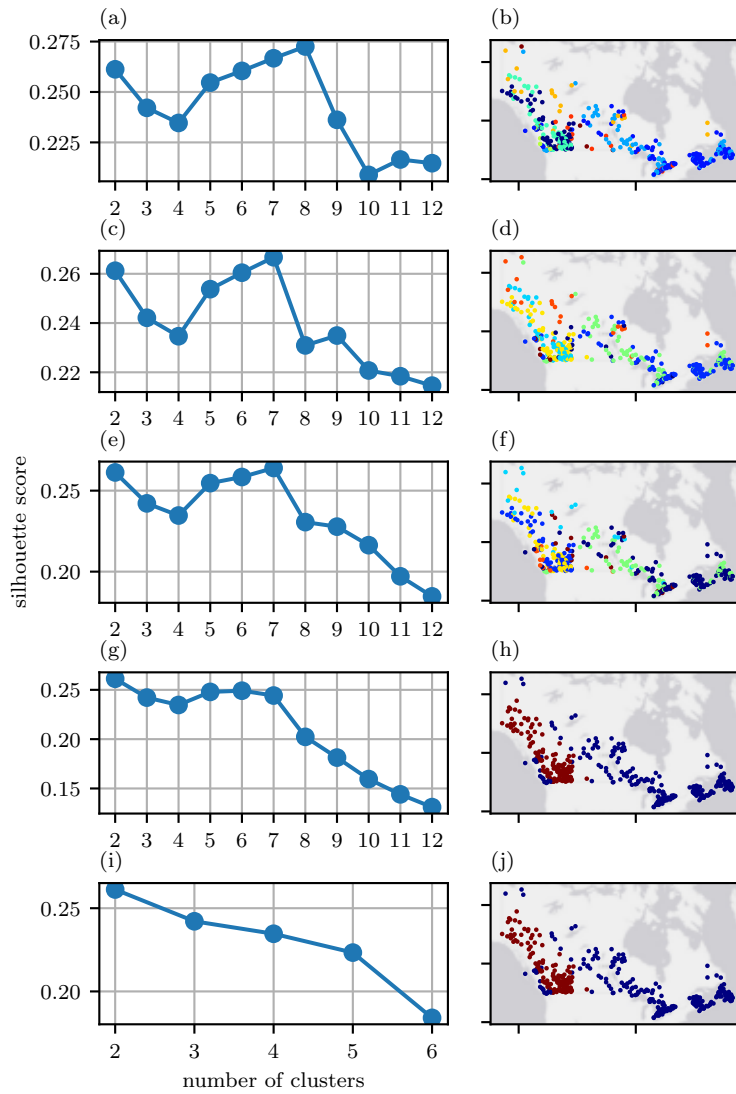 (a)
(b)
0.275
0.250
0.225
2 3 4 5 6 7 8 9 10 11 12
(c)
(d)
0.26
0.24
0.22
2 3 4 5 6 7 8 9 10 11 12
(e)
(f)
0.25
0.20
2 3 4 5 6 7 8 9 10 11 12
silhouette score
(g)
(h)
0.25
0.20
0.15
2 3 4 5 6 7 8 9 10 11 12
(i)
(j)
0.25
0.20
2 3 4 5 6
number of clusters